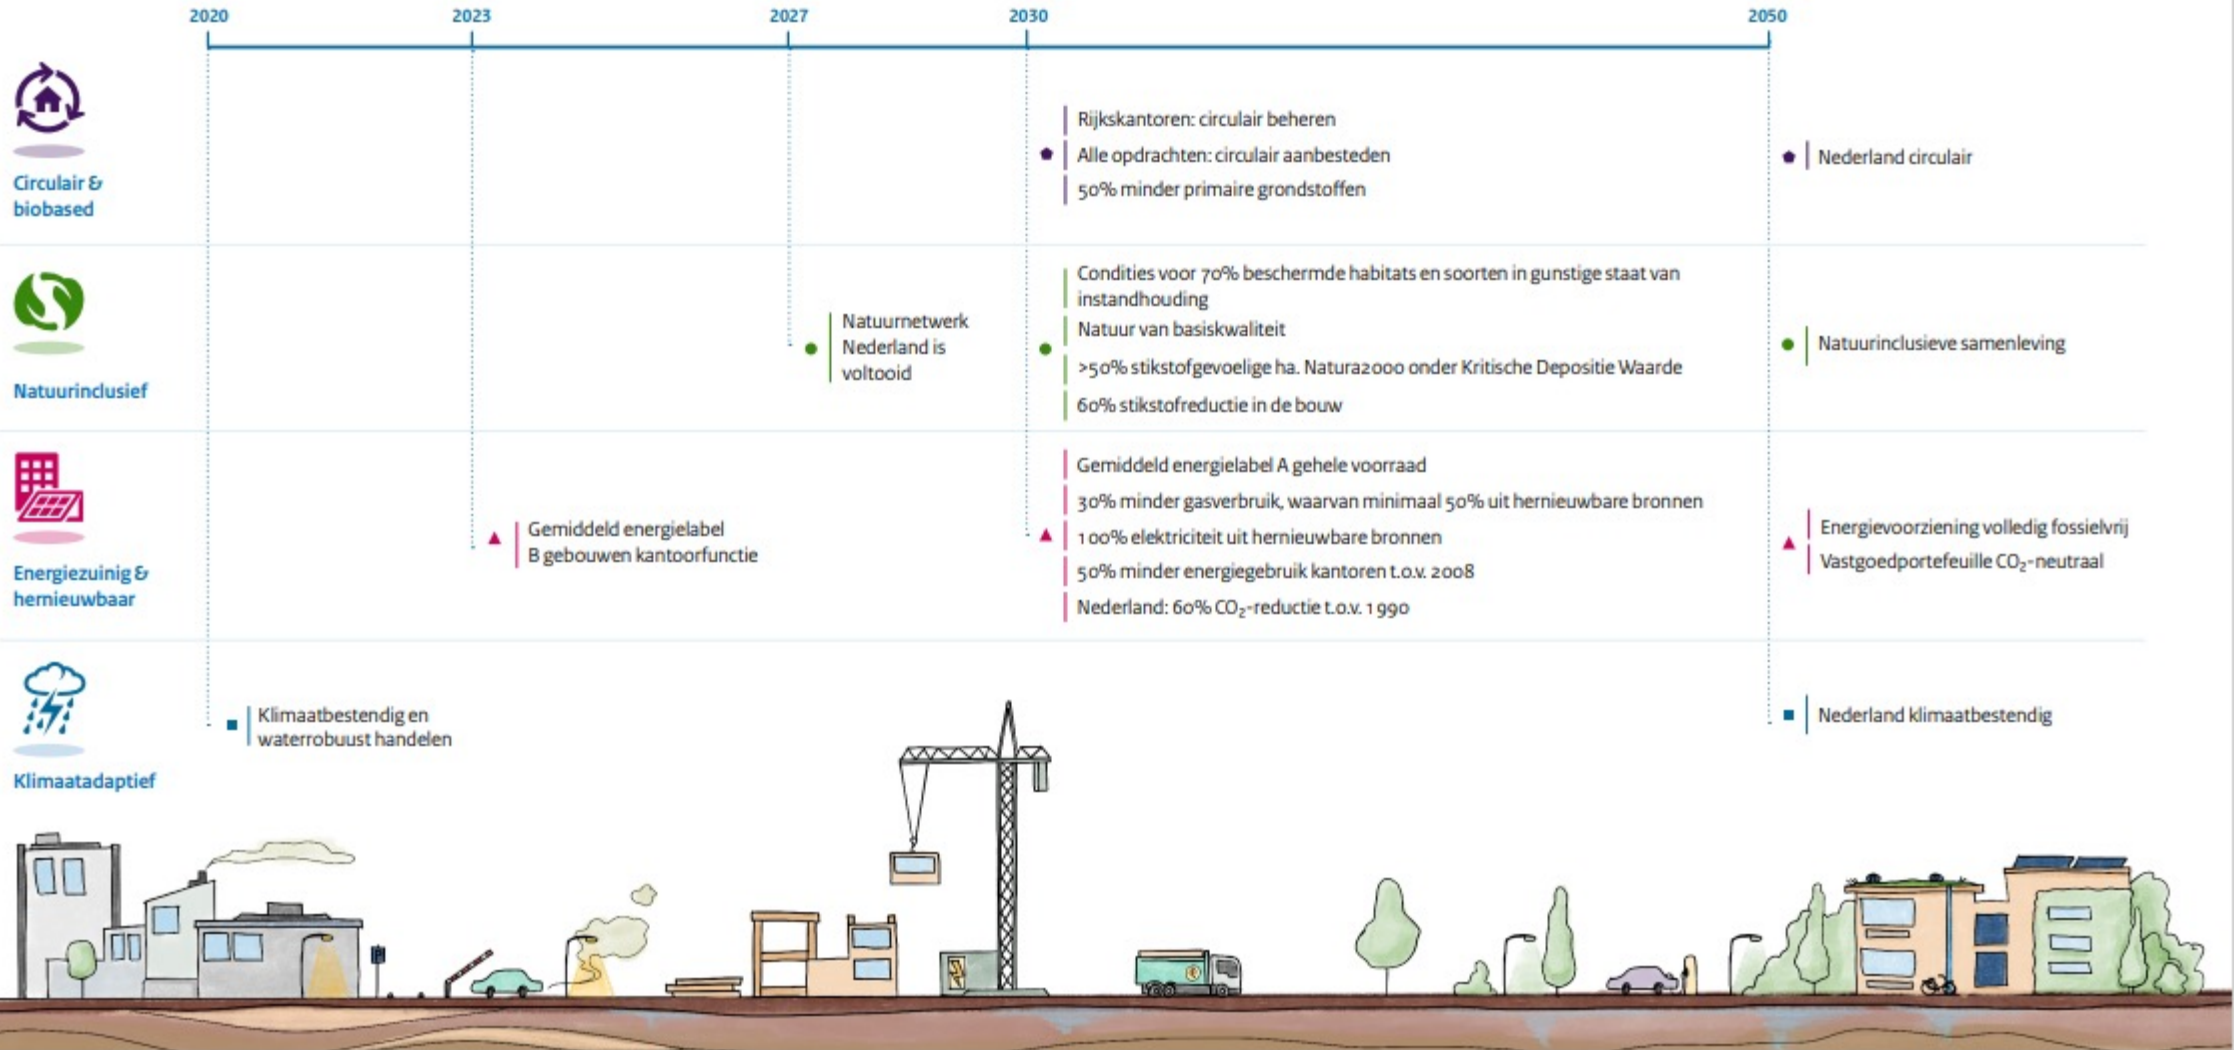 2020
2023
2027
2030
2050
Circulair &
biobased
Rijkskantoren: circulair beheren
Alle opdrachten: circulair aanbesteden
50% minder primaire grondstoffen
Nederland circulair
Natuurinclusief
Natuurnetwerk
Nederland is
voltooid
Condities voor 70% beschermde habitats en soorten in gunstige staat van
instandhouding
Natuur van basiskwaliteit
>50% stikstofgevoelige ha. Natura2000 onder Kritische Depositie Waarde
60% stikstofreductie in de bouw
Natuurinclusieve samenleving
Energiezuinig &
hernieuwbaar
Gemiddeld energielabel
B gebouwen kantoorfunctie
Gemiddeld energielabel A gehele voorraad
30% minder gasverbruik, waarvan minimaal 50% uit hernieuwbare bronnen
100% elektriciteit uit hernieuwbare bronnen
50% minder energiegebruik kantoren t.o.v. 2008
Nederland: 60% CO₂-reductie t.o.v. 1990
Energievoorziening volledig fossielvrij
Vastgoedportefeuille CO₂-neutraal
Klimaatadaptief
Klimaatbestendig en
waterrobuust handelen
Nederland klimaatbestendig
P